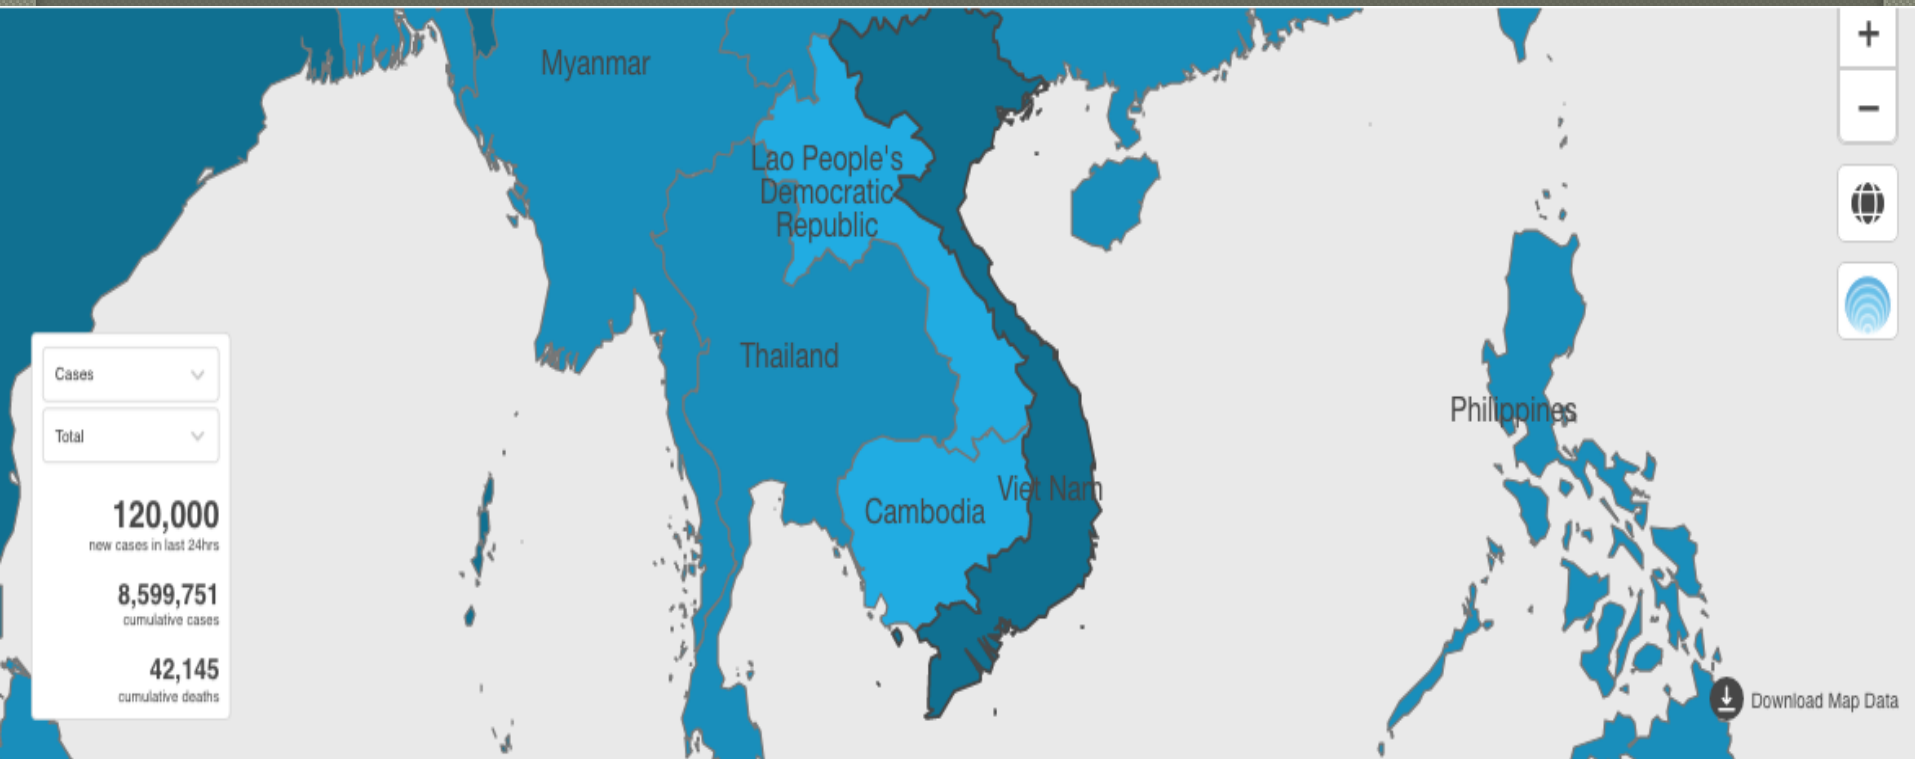 Myanmar
Lao People's
Democratic
Republic
Thailand
Cambodia
Viet Nam
Philippines
Cases
Total
120,000
new cases in last 24hrs
8,599,751
cumulative cases
42,145
cumulative deaths
+
−
Download Map Data